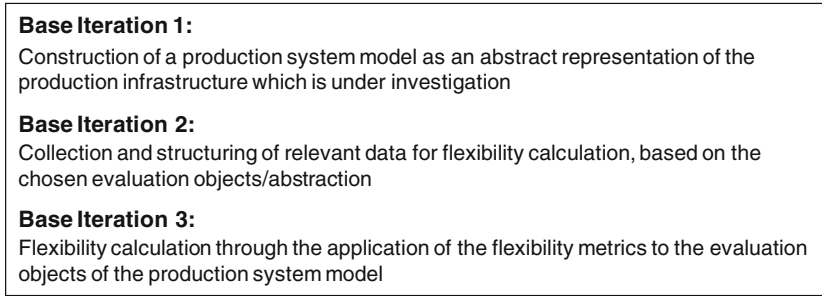 Base Iteration 1:
Construction of a production system model as an abstract representation of the
production infrastructure which is under investigation
Base Iteration 2:
Collection and structuring of relevant data for flexibility calculation, based on the
chosen evaluation objects/abstraction
Base Iteration 3:
Flexibility calculation through the application of the flexibility metrics to the evaluation
objects of the production system model